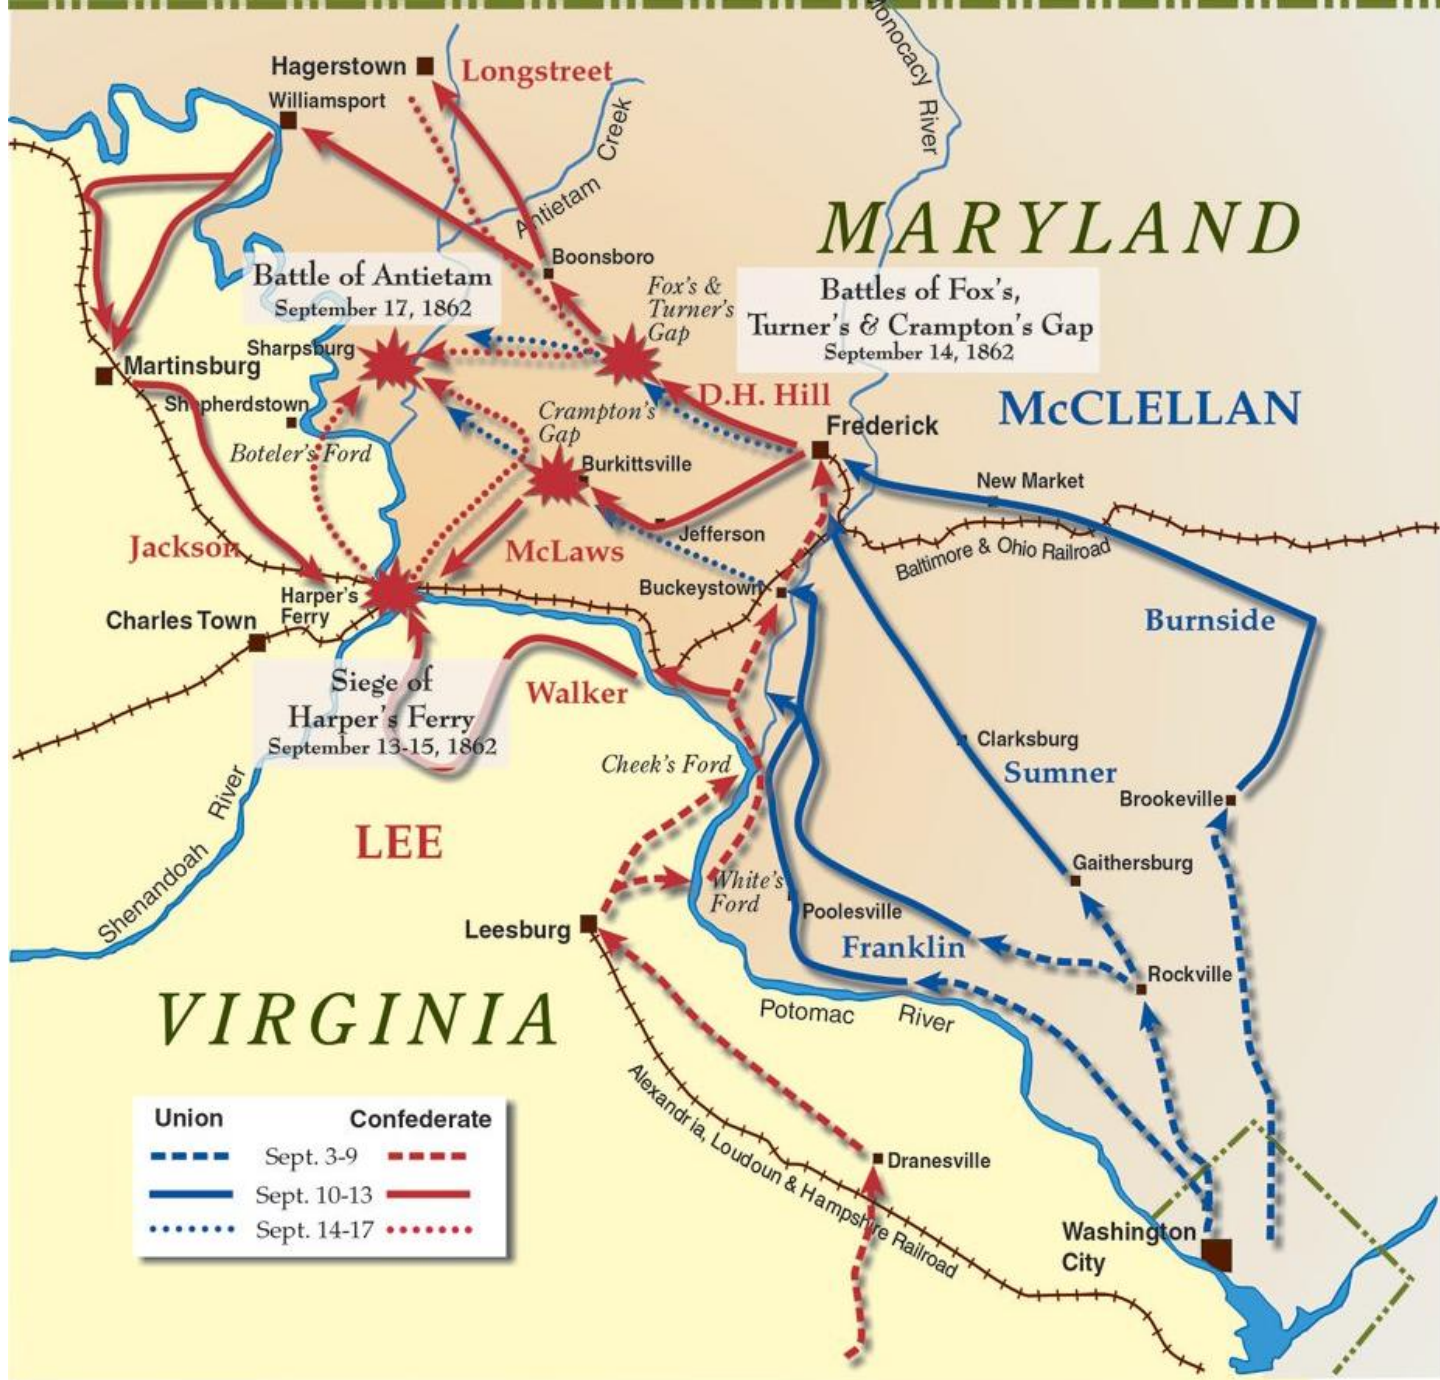 Monocacy River
Hagerstown
Longstreet
Williamsport
Antietam Creek
MARYLAND
Boonsboro
Battle of Antietam
September 17, 1862
Fox's &
Turner's
Gap
Battles of Fox's,
Turner's & Crampton's Gap
September 14, 1862
Sharpsburg
Martinsburg
Shepherdstown
D.H. Hill
McCLELLAN
Crampton's
Gap
Frederick
Boteler's Ford
Burkittsville
New Market
Jackson
McLaws
Jefferson
Baltimore & Ohio Railroad
Buckeystown
Harper's
Ferry
Charles Town
Burnside
Siege of
Harper's Ferry
September 13-15, 1862
Walker
Clarksburg
Cheek's Ford
Sumner
Brookeville
Shenandoah River
LEE
Gaithersburg
White's
Ford
Poolesville
Leesburg
Franklin
Rockville
VIRGINIA
Potomac River
Alexandria, Loudoun & Hampshire Railroad
Union Confederate
Sept. 3-9
Sept. 10-13
Sept. 14-17
Dranesville
Washington
City